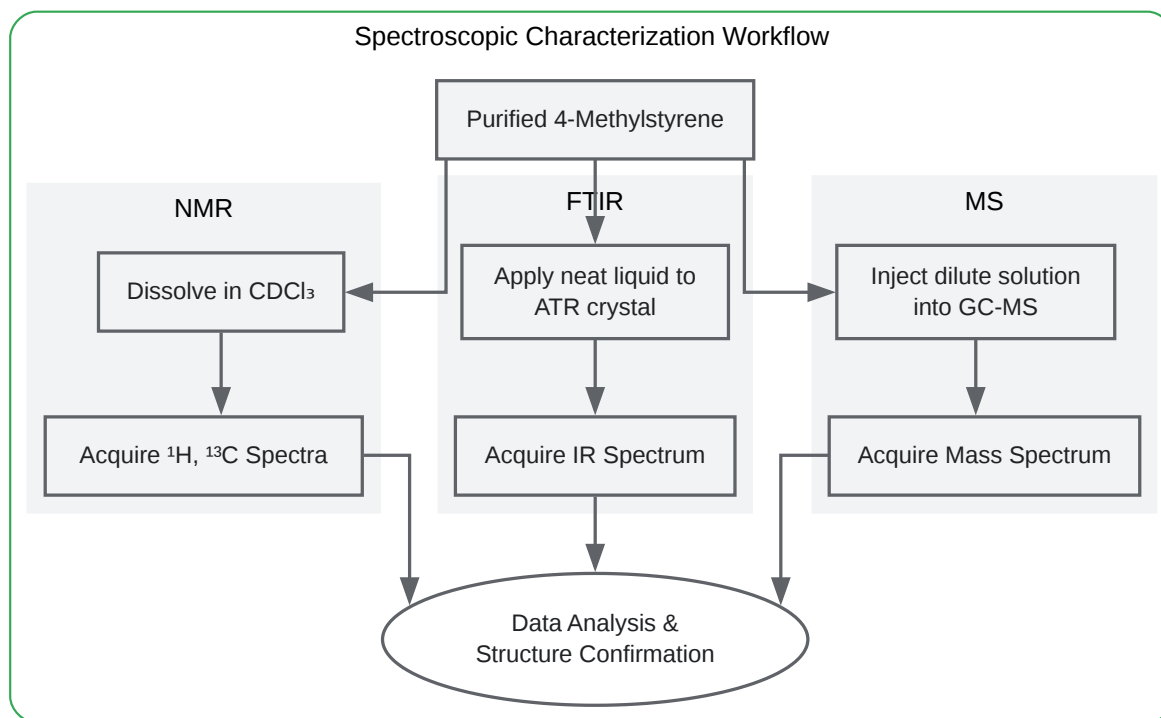 Spectroscopic Characterization Workflow
Purified 4-Methylstyrene
NMR
FTIR
MS
Dissolve in CDCl₃
Apply neat liquid to
ATR crystal
Inject dilute solution
into GC-MS
Acquire ¹H, ¹³C Spectra
Acquire IR Spectrum
Acquire Mass Spectrum
Data Analysis &
Structure Confirmation